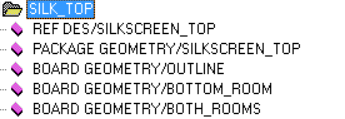 SILK_TOP
REF DES/SILKSCREEN_TOP
PACKAGE GEOMETRY/SILKSCREEN_TOP
BOARD GEOMETRY/OUTLINE
BOARD GEOMETRY/BOTTOM_ROOM
BOARD GEOMETRY/BOTH_ROOMS